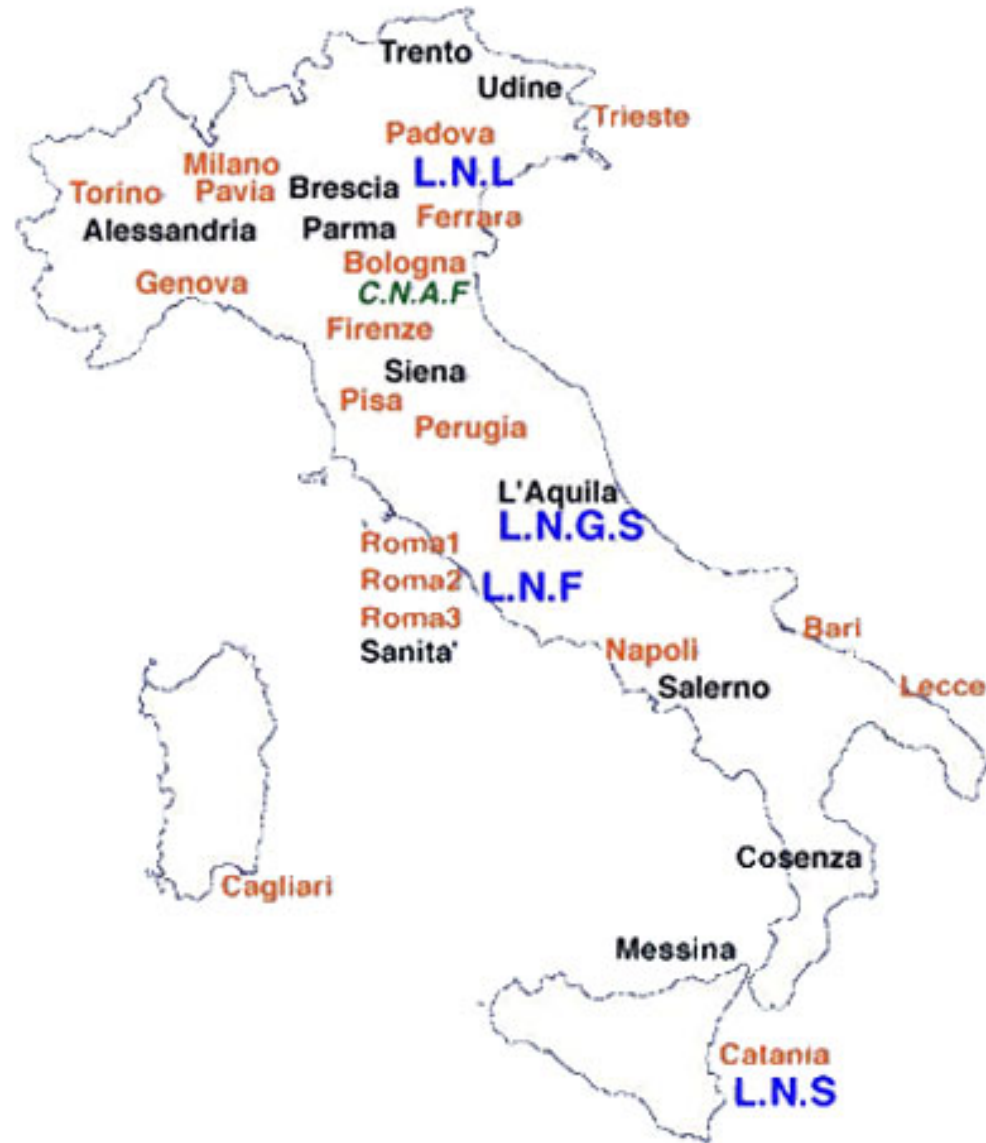 Trento
Udine
Trieste
Padova
Milano
L.N.L
Torino
Pavia
Brescia
Ferrara
Alessandria
Parma
Bologna
Genova
C.N.A.F
Firenze
Siena
Pisa
Perugia
L'Aquila
L.N.G.S
Roma1
Roma2
L.N.F
Roma3
Sanita'
Napoli
Bari
Salerno
Lecce
Cosenza
Cagliari
Messina
Catania
L.N.S